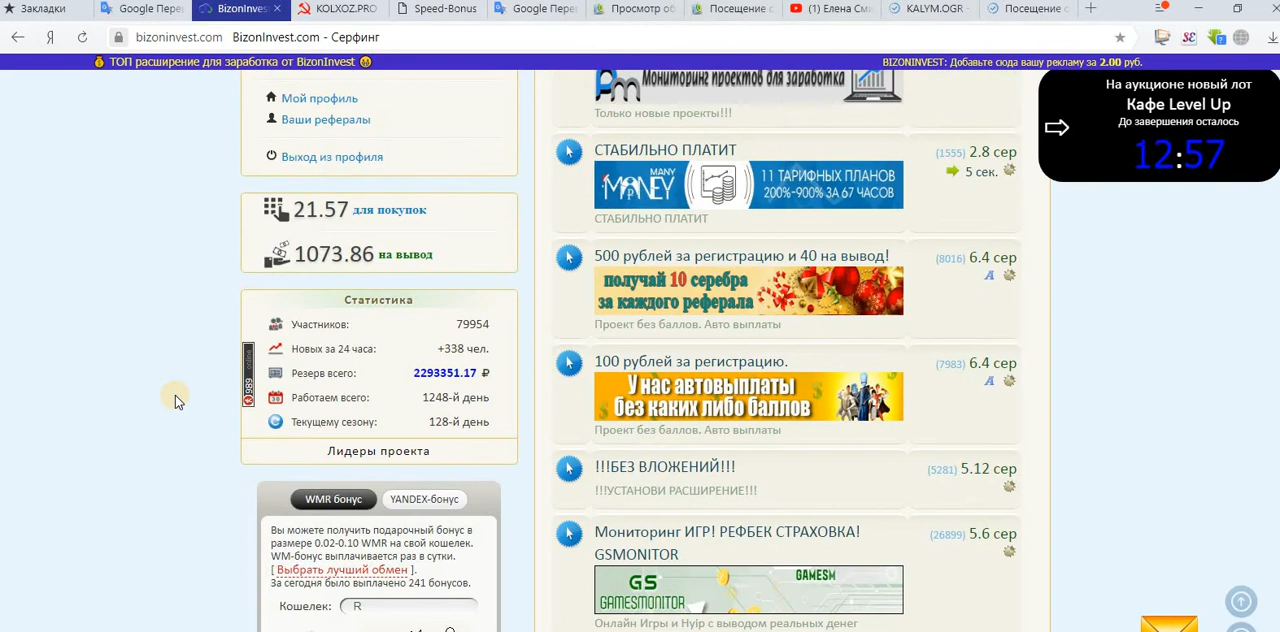 Закладки
Google Пере
BizonInves
KOLXOZ.PRO
Speed-Bonus
Google Пере
Просмотр об
Посещение с
(1) Елена Сми
KALYM.OGR
Посещение с
Я
bizoninvest.com BizonInvest.com - Серфинг
ТОП расширение для заработка от BizonInvest
BIZONINVEST: Добавьте сюда вашу рекламу за 2.00 руб.
Мой профиль
Ваши рефералы
Выход из профиля
21.57 для покупок
1073.86 на вывод
Статистика
Участников: 79954
Новых за 24 часа: +338 чел.
Резерв всего: 2293351.17 ₽
Работаем всего: 1248-й день
Текущему сезону: 128-й день
989 online
Лидеры проекта
WMR бонус YANDEX-бонус
Вы можете получить подарочный бонус в
размере 0.02-0.10 WMR на свой кошелек.
WM-бонус выплачивается раз в сутки.
[ Выбрать лучший обмен ].
За сегодня было выплачено 241 бонусов.
Кошелек: R
Pm Мониторинг проектов для заработка
Только новые проекты!!!
СТАБИЛЬНО ПЛАТИТ
(1555) 2.8 сер
5 сек.
MANY
MONEY
11 ТАРИФНЫХ ПЛАНОВ
200%-900% ЗА 67 ЧАСОВ
СТАБИЛЬНО ПЛАТИТ
500 рублей за регистрацию и 40 на вывод!
(8016) 6.4 сер
получай 10 серебра
за каждого реферала
Проект без баллов. Авто выплаты
100 рублей за регистрацию.
(7983) 6.4 сер
У нас автовыплаты
без каких либо баллов
Проект без баллов. Авто выплаты
!!!БЕЗ ВЛОЖЕНИЙ!!!
(5281) 5.12 сер
!!!УСТАНОВИ РАСШИРЕНИЕ!!!
Мониторинг ИГР! РЕФБЕК СТРАХОВКА!
GSMONITOR
(26899) 5.6 сер
GS
GAMESMONITOR
GAMESM
Онлайн Игры и Hyip с выводом реальных денег
На аукционе новый лот
Кафе Level Up
До завершения осталось
12:57